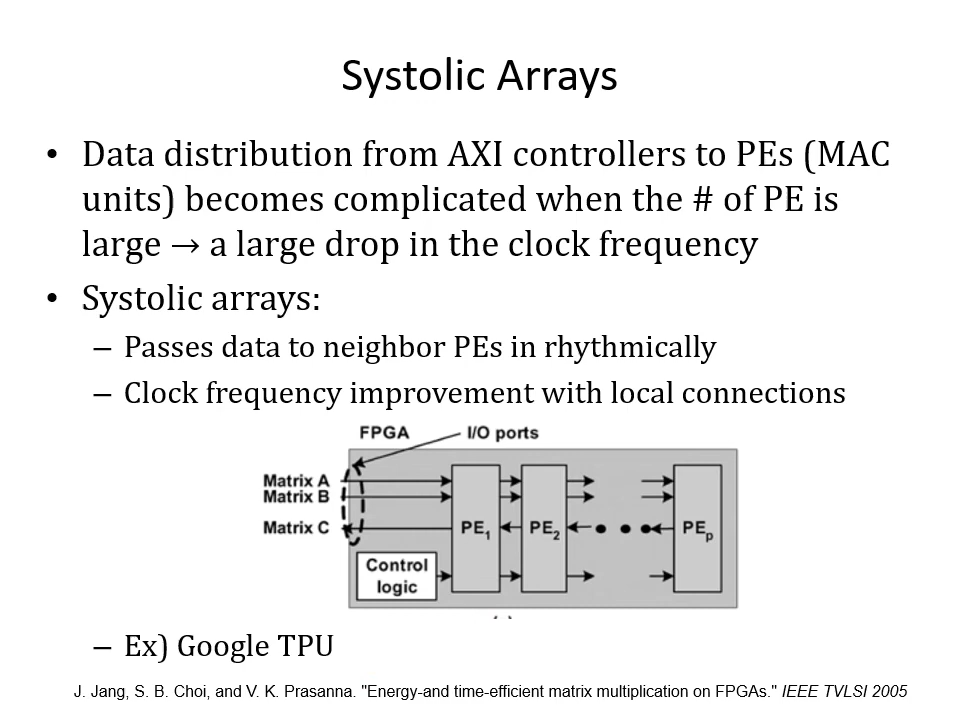 Systolic Arrays
• Data distribution from AXI controllers to PEs (MAC
units) becomes complicated when the # of PE is
large → a large drop in the clock frequency
• Systolic arrays:
– Passes data to neighbor PEs in rhythmically
– Clock frequency improvement with local connections
FPGA I/O ports
Matrix A
Matrix B
Matrix C
PE1 PE2 PEp
Control
logic
– Ex) Google TPU
J. Jang, S. B. Choi, and V. K. Prasanna. "Energy-and time-efficient matrix multiplication on FPGAs." IEEE TVLSI 2005